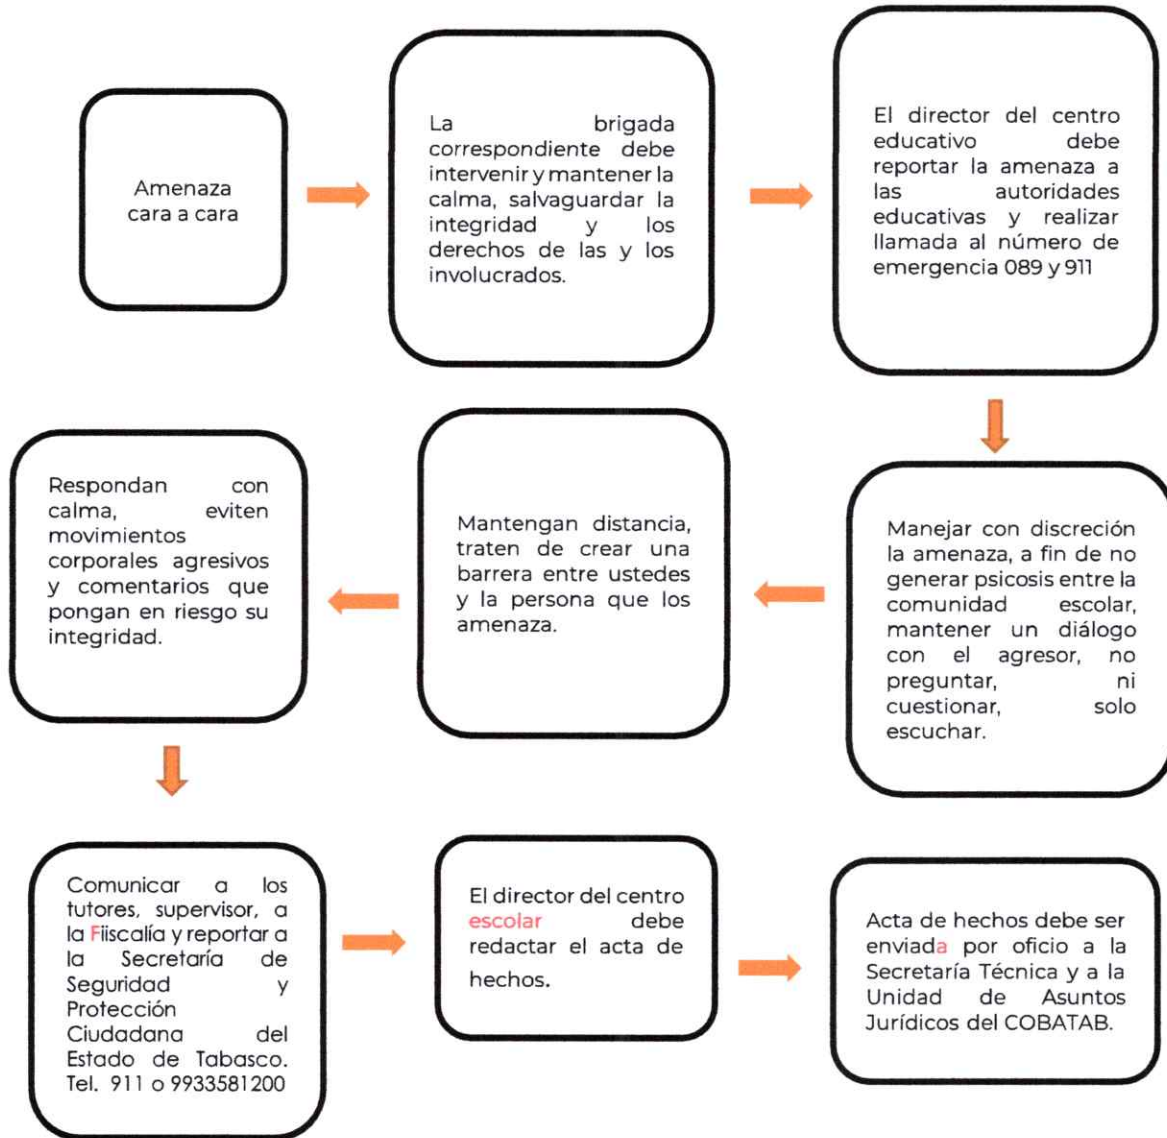 Amenaza
cara a cara
La brigada
correspondiente debe
intervenir y mantener la
calma, salvaguardar la
integridad y los
derechos de las y los
involucrados.
El director del centro
educativo debe
reportar la amenaza a
las autoridades
educativas y realizar
llamada al número de
emergencia 089 y 911
Manejar con discreción
la amenaza, a fin de no
generar psicosis entre la
comunidad escolar,
mantener un diálogo
con el agresor, no
preguntar, ni
cuestionar, solo
escuchar.
Mantengan distancia,
traten de crear una
barrera entre ustedes
y la persona que los
amenaza.
Respondan con
calma, eviten
movimientos
corporales agresivos
y comentarios que
pongan en riesgo su
integridad.
Comunicar a los
tutores, supervisor, a
la Fiiscalía y reportar a
la Secretaría de
Seguridad y
Protección
Ciudadana del
Estado de Tabasco.
Tel. 911 o 9933581200
El director del centro
escolar debe
redactar el acta de
hechos.
Acta de hechos debe ser
enviada por oficio a la
Secretaría Técnica y a la
Unidad de Asuntos
Jurídicos del COBATAB.